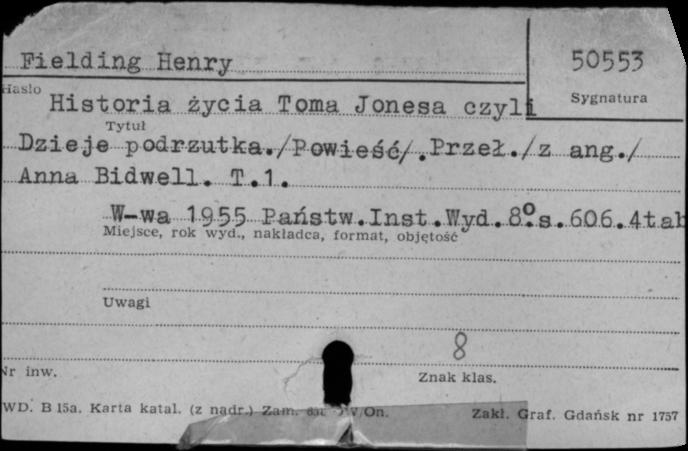 Fielding Henry
50553
Hasło
Sygnatura
Historia życia Toma Jonesa czyli
Tytuł
Dzieje podrzutka./Powieść/.Przeł./z ang./
Anna Bidwell. T.1.
W-wa 1955 Państw.Inst.Wyd.8°.s.606.4tab
Miejsce, rok wyd., nakładca, format, objętość
Uwagi
8
Nr inw.
Znak klas.
WD. B 15a. Karta katal. (z nadr.) Zam. V/On.
Zakł. Graf. Gdańsk nr 1757